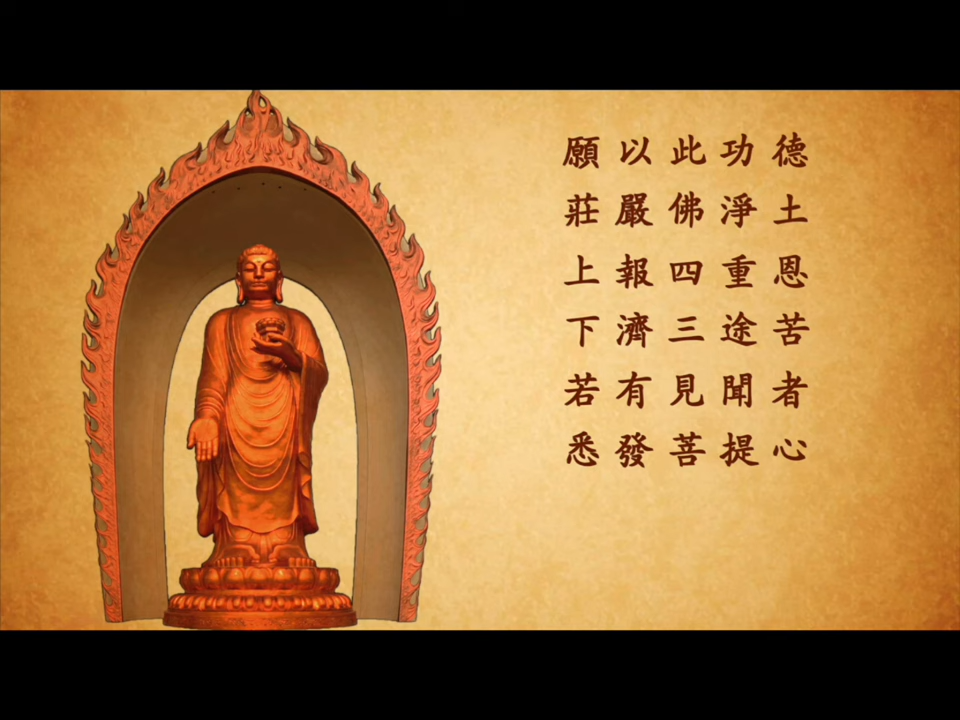 願以此功德
莊嚴佛淨土
上報四重恩
下濟三途苦
若有見聞者
悉發菩提心